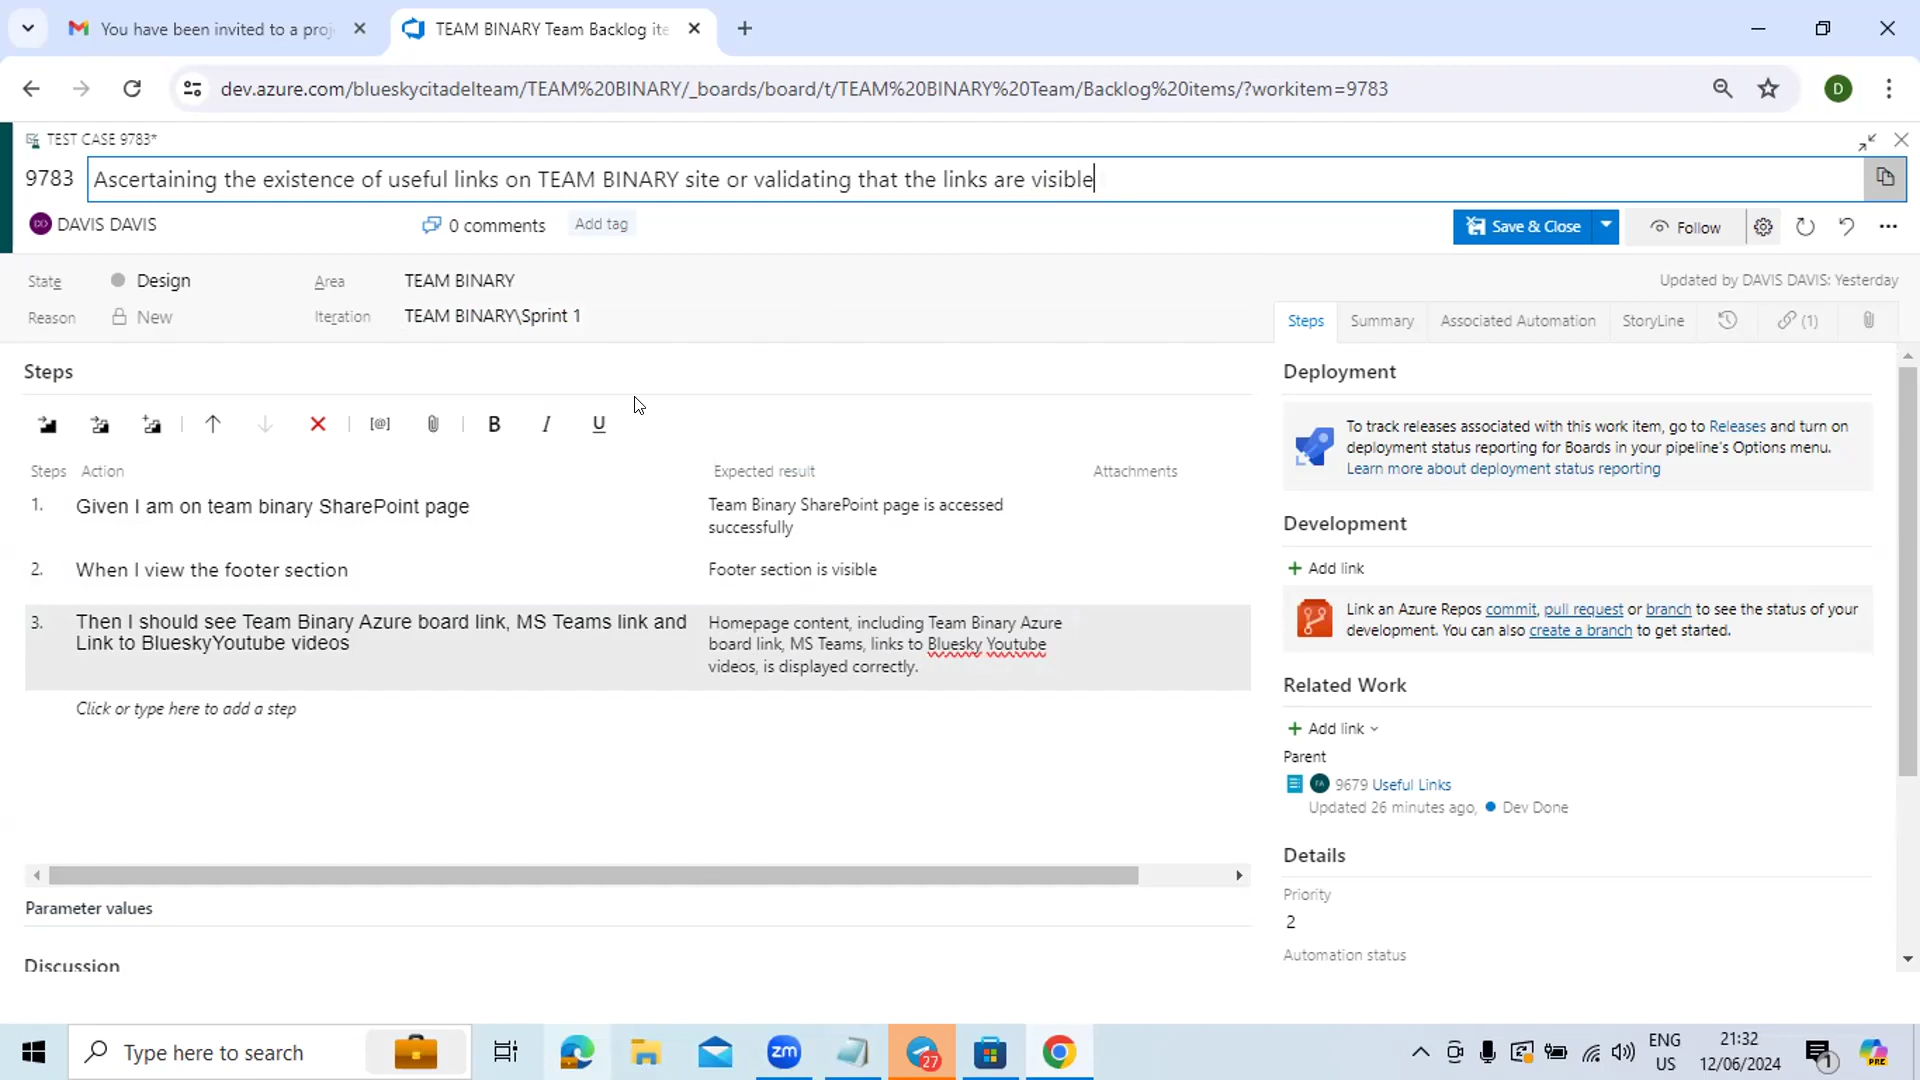 You have been invited to a proj
TEAM BINARY Team Backlog ite
dev.azure.com/blueskycitadelteam/TEAM%20BINARY/_boards/board/t/TEAM%20BINARY%20Team/Backlog%20items/?workitem=9783
D
TEST CASE 9783*
9783 Ascertaining the existence of useful links on TEAM BINARY site or validating that the links are visible
DD DAVIS DAVIS
0 comments
Add tag
Save & Close
Follow
State Design Area TEAM BINARY
Updated by DAVIS DAVIS: Yesterday
Reason New Iteration TEAM BINARY\Sprint 1
Steps Summary Associated Automation StoryLine (1)
Steps
[@] B I U
Steps Action Expected result Attachments
1. Given I am on team binary SharePoint page
Team Binary SharePoint page is accessed
successfully
2. When I view the footer section
Footer section is visible
3. Then I should see Team Binary Azure board link, MS Teams link and
Link to BlueskyYoutube videos
Homepage content, including Team Binary Azure
board link, MS Teams, links to Bluesky Youtube
videos, is displayed correctly.
Click or type here to add a step
Parameter values
Discussion
Deployment
To track releases associated with this work item, go to Releases and turn on
deployment status reporting for Boards in your pipeline's Options menu.
Learn more about deployment status reporting
Development
+ Add link
Link an Azure Repos commit, pull request or branch to see the status of your
development. You can also create a branch to get started.
Related Work
+ Add link
Parent
9679 Useful Links
Updated 26 minutes ago, Dev Done
Details
Priority
2
Automation status
Type here to search
zm
27
ENG
US
21:32
12/06/2024
1
PRE